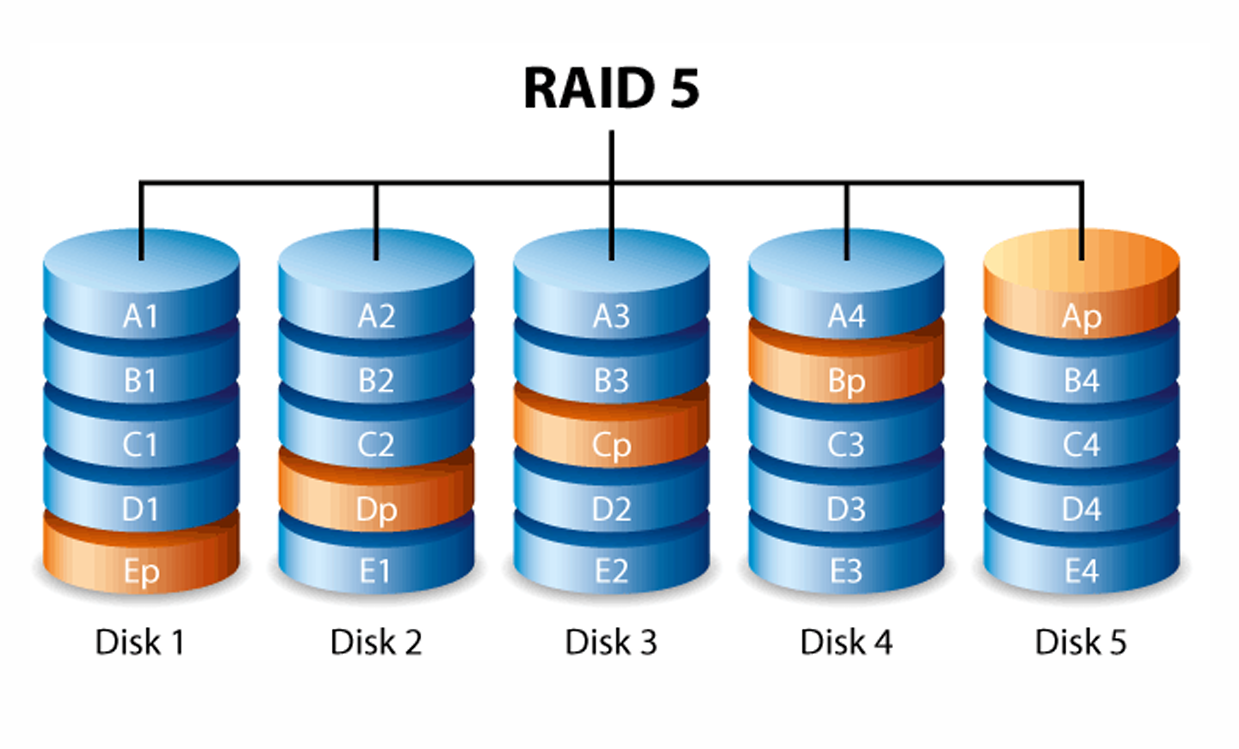 RAID 5
A1 A2 A3 A4 Ap
B1 B2 B3 Bp B4
C1 C2 Cp C3 C4
D1 Dp D2 D3 D4
Ep E1 E2 E3 E4
Disk 1 Disk 2 Disk 3 Disk 4 Disk 5